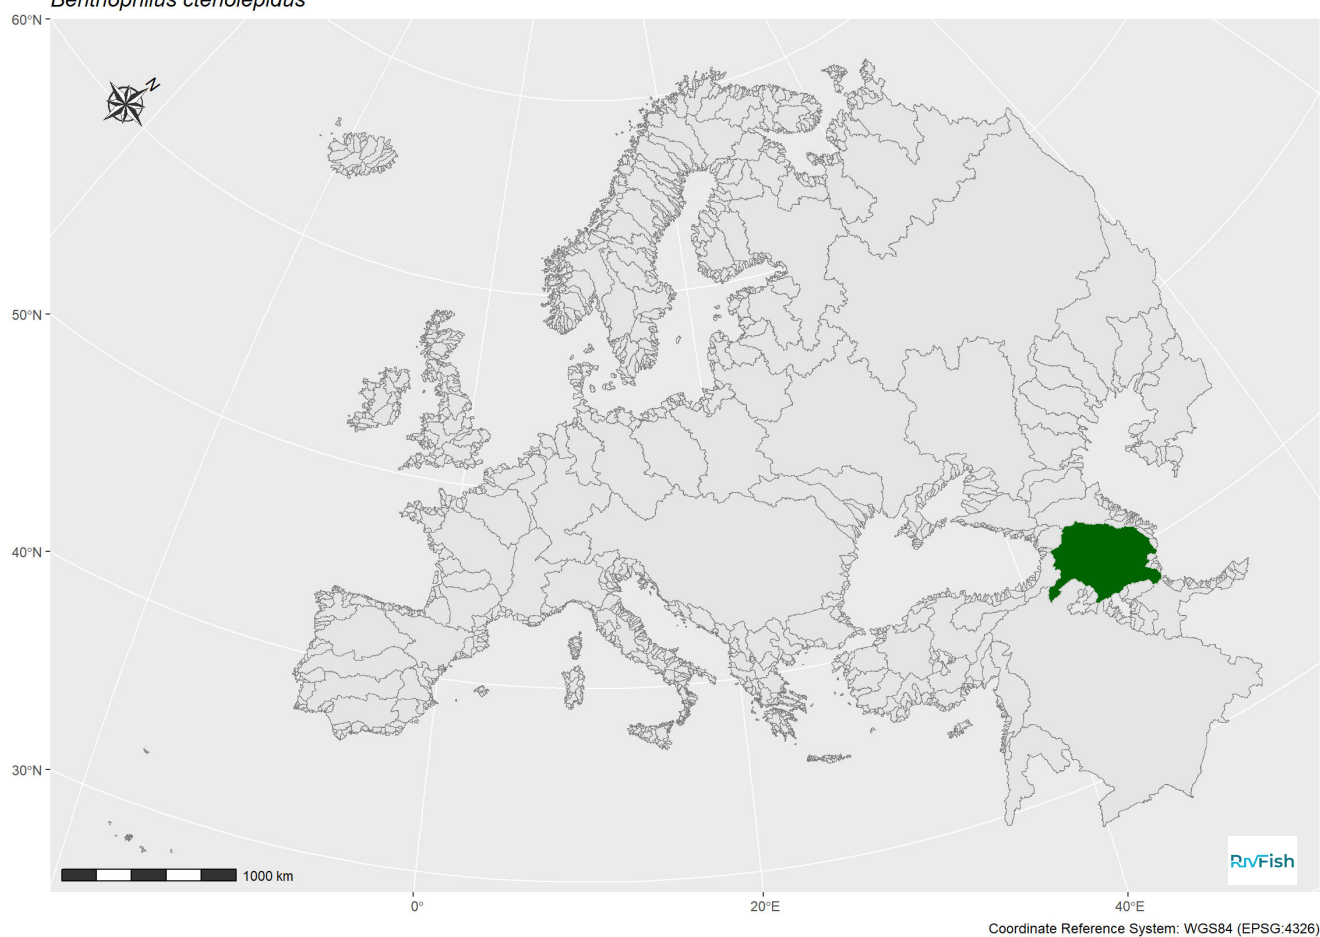 Benthophilus ctenolepidus
60°N
N
50°N
40°N
30°N
1000 km
RivFish
0°
20°E
40°E
Coordinate Reference System: WGS84 (EPSG:4326)